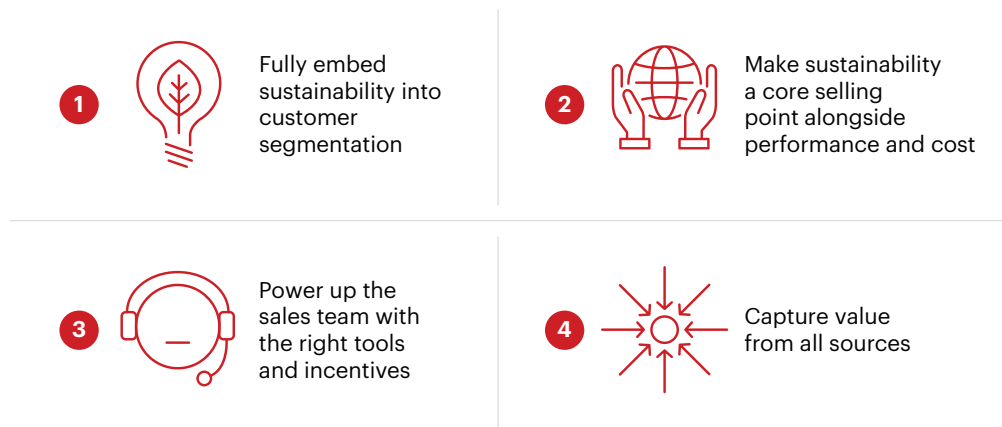 1
Fully embed
sustainability into
customer
segmentation
2
Make sustainability
a core selling
point alongside
performance and cost
3
Power up the
sales team with
the right tools
and incentives
4
Capture value
from all sources